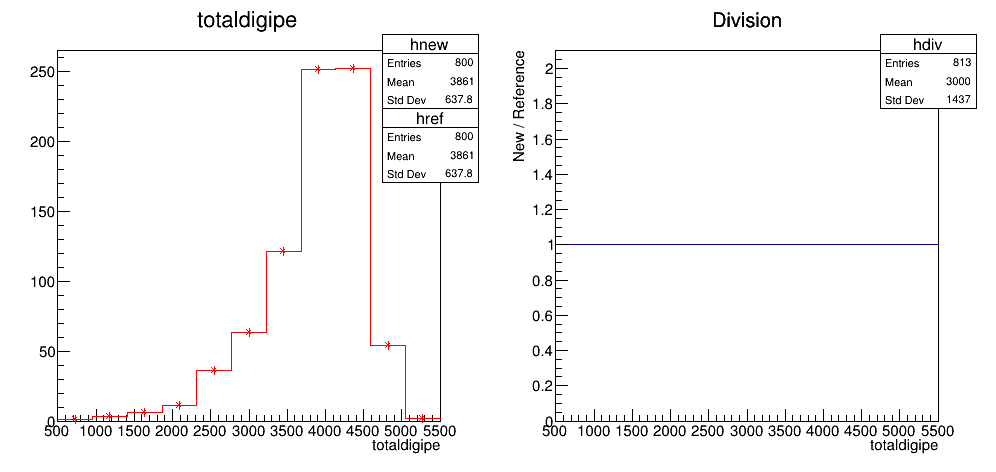 totaldigipe
hnew
Entries 800
Mean 3861
Std Dev 637.8
href
Entries 800
Mean 3861
Std Dev 637.8
250
200
150
100
50
0
500 1000 1500 2000 2500 3000 3500 4000 4500 5000 5500
totaldigipe
Division
hdiv
Entries 813
Mean 3000
Std Dev 1437
New / Reference
2
1.8
1.6
1.4
1.2
1
0.8
0.6
0.4
0.2
0
500 1000 1500 2000 2500 3000 3500 4000 4500 5000 5500
totaldigipe